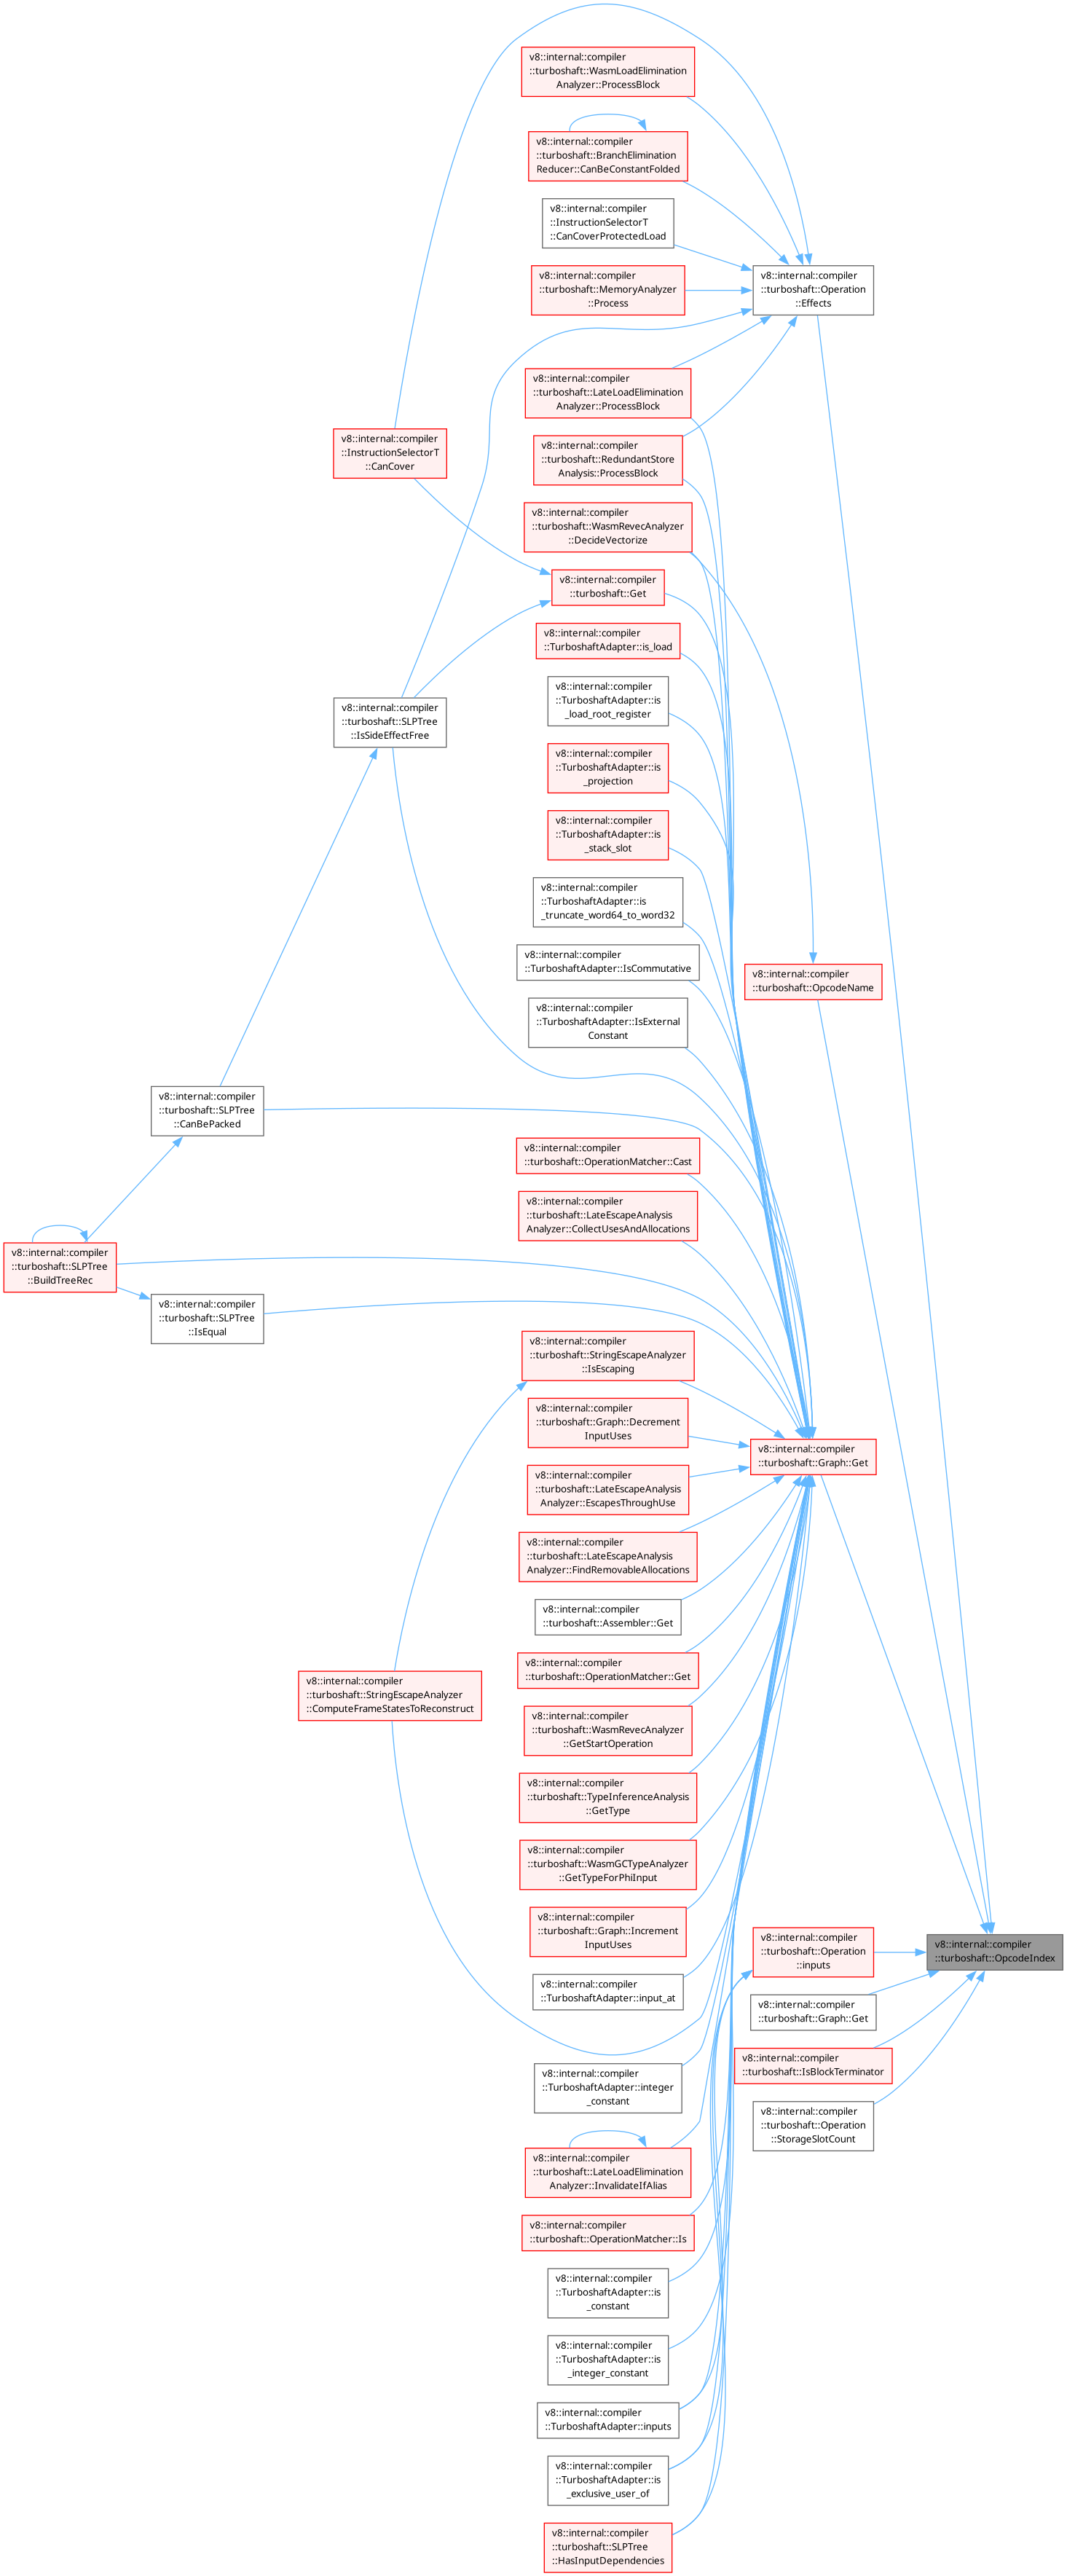 v8::internal::compiler
::turboshaft::WasmLoadElimination
Analyzer::ProcessBlock
v8::internal::compiler
::turboshaft::BranchElimination
Reducer::CanBeConstantFolded
v8::internal::compiler
::InstructionSelectorT
::CanCoverProtectedLoad
v8::internal::compiler
::turboshaft::Operation
::Effects
v8::internal::compiler
::turboshaft::MemoryAnalyzer
::Process
v8::internal::compiler
::turboshaft::LateLoadElimination
Analyzer::ProcessBlock
v8::internal::compiler
::InstructionSelectorT
::CanCover
v8::internal::compiler
::turboshaft::RedundantStore
Analysis::ProcessBlock
v8::internal::compiler
::turboshaft::WasmRevecAnalyzer
::DecideVectorize
v8::internal::compiler
::turboshaft::Get
v8::internal::compiler
::TurboshaftAdapter::is_load
v8::internal::compiler
::TurboshaftAdapter::is
_load_root_register
v8::internal::compiler
::turboshaft::SLPTree
::IsSideEffectFree
v8::internal::compiler
::TurboshaftAdapter::is
_projection
v8::internal::compiler
::TurboshaftAdapter::is
_stack_slot
v8::internal::compiler
::TurboshaftAdapter::is
_truncate_word64_to_word32
v8::internal::compiler
::TurboshaftAdapter::IsCommutative
v8::internal::compiler
::turboshaft::OpcodeName
v8::internal::compiler
::TurboshaftAdapter::IsExternal
Constant
v8::internal::compiler
::turboshaft::SLPTree
::CanBePacked
v8::internal::compiler
::turboshaft::OperationMatcher::Cast
v8::internal::compiler
::turboshaft::LateEscapeAnalysis
Analyzer::CollectUsesAndAllocations
v8::internal::compiler
::turboshaft::SLPTree
::BuildTreeRec
v8::internal::compiler
::turboshaft::SLPTree
::IsEqual
v8::internal::compiler
::turboshaft::StringEscapeAnalyzer
::IsEscaping
v8::internal::compiler
::turboshaft::Graph::Decrement
InputUses
v8::internal::compiler
::turboshaft::Graph::Get
v8::internal::compiler
::turboshaft::LateEscapeAnalysis
Analyzer::EscapesThroughUse
v8::internal::compiler
::turboshaft::LateEscapeAnalysis
Analyzer::FindRemovableAllocations
v8::internal::compiler
::turboshaft::Assembler::Get
v8::internal::compiler
::turboshaft::OperationMatcher::Get
v8::internal::compiler
::turboshaft::StringEscapeAnalyzer
::ComputeFrameStatesToReconstruct
v8::internal::compiler
::turboshaft::WasmRevecAnalyzer
::GetStartOperation
v8::internal::compiler
::turboshaft::TypeInferenceAnalysis
::GetType
v8::internal::compiler
::turboshaft::WasmGCTypeAnalyzer
::GetTypeForPhiInput
v8::internal::compiler
::turboshaft::Graph::Increment
InputUses
v8::internal::compiler
::turboshaft::Operation
::inputs
v8::internal::compiler
::turboshaft::OpcodeIndex
v8::internal::compiler
::TurboshaftAdapter::input_at
v8::internal::compiler
::turboshaft::Graph::Get
v8::internal::compiler
::turboshaft::IsBlockTerminator
v8::internal::compiler
::TurboshaftAdapter::integer
_constant
v8::internal::compiler
::turboshaft::Operation
::StorageSlotCount
v8::internal::compiler
::turboshaft::LateLoadElimination
Analyzer::InvalidateIfAlias
v8::internal::compiler
::turboshaft::OperationMatcher::Is
v8::internal::compiler
::TurboshaftAdapter::is
_constant
v8::internal::compiler
::TurboshaftAdapter::is
_integer_constant
v8::internal::compiler
::TurboshaftAdapter::inputs
v8::internal::compiler
::TurboshaftAdapter::is
_exclusive_user_of
v8::internal::compiler
::turboshaft::SLPTree
::HasInputDependencies